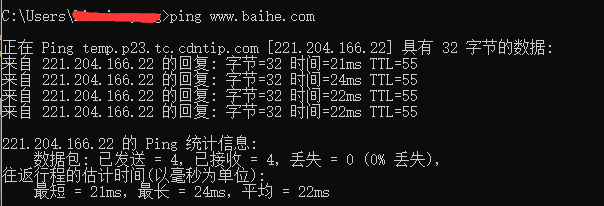 C:\Users\>ping www.baihe.com
正在 Ping temp.p23.tc.cdntip.com [221.204.166.22] 具有 32 字节的数据:
来自 221.204.166.22 的回复: 字节=32 时间=21ms TTL=55
来自 221.204.166.22 的回复: 字节=32 时间=24ms TTL=55
来自 221.204.166.22 的回复: 字节=32 时间=22ms TTL=55
来自 221.204.166.22 的回复: 字节=32 时间=22ms TTL=55
221.204.166.22 的 Ping 统计信息:
数据包: 已发送 = 4, 已接收 = 4, 丢失 = 0 (0% 丢失),
往返行程的估计时间(以毫秒为单位):
最短 = 21ms, 最长 = 24ms, 平均 = 22ms